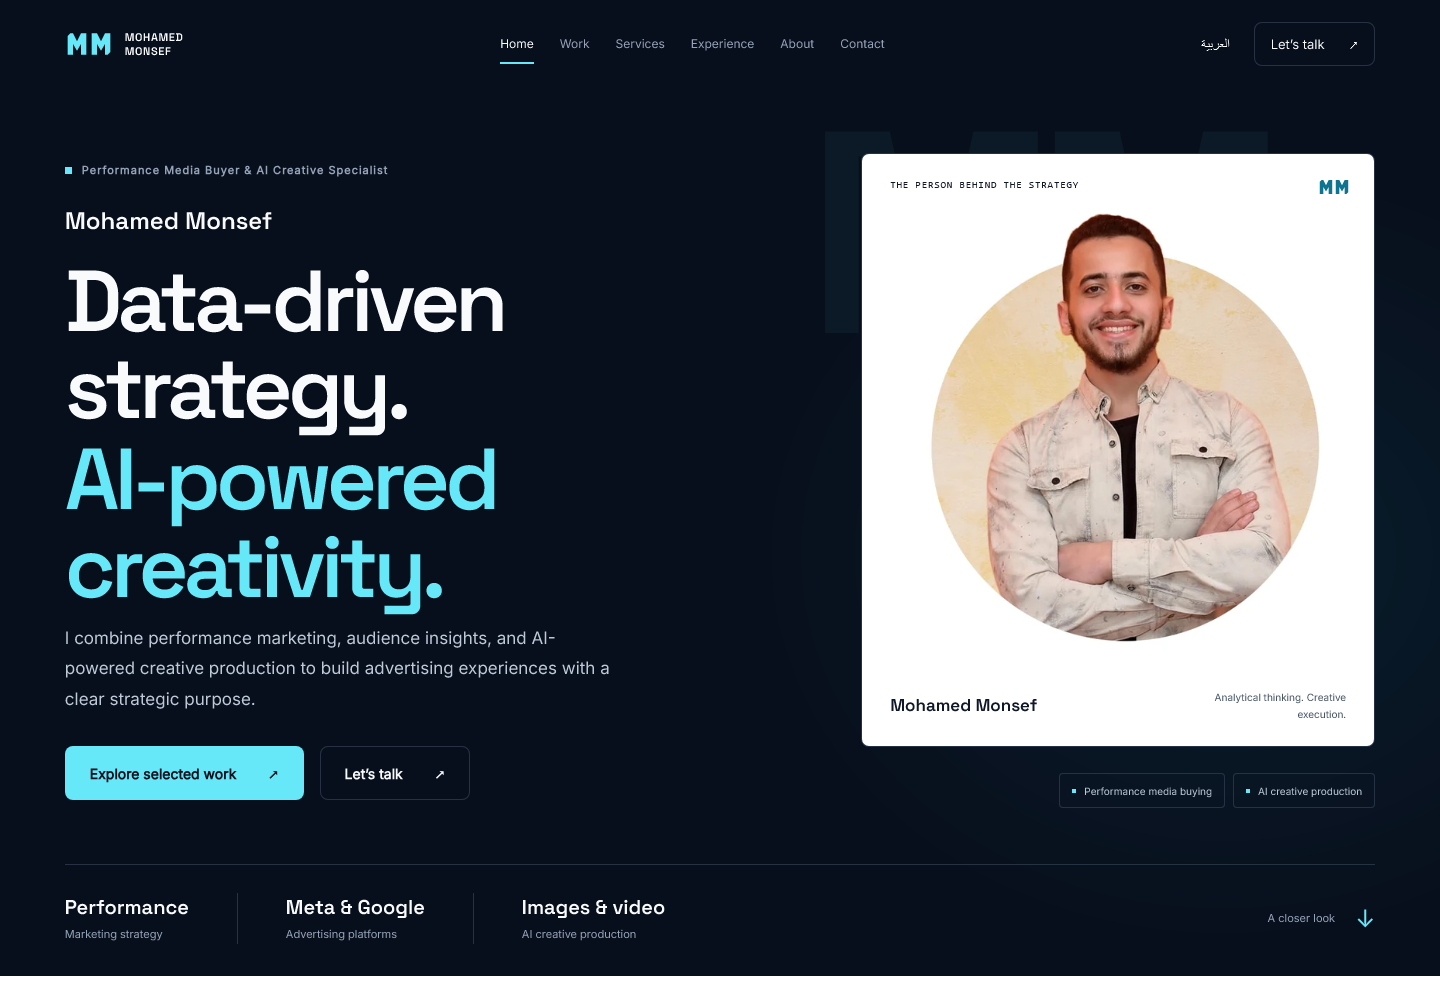 MM MOHAMED
MONSEF
Home Work Services Experience About Contact
العربية
Let's talk ↗
Performance Media Buyer & AI Creative Specialist
Mohamed Monsef
Data-driven
strategy.
AI-powered
creativity.
I combine performance marketing, audience insights, and AI-
powered creative production to build advertising experiences with a
clear strategic purpose.
Explore selected work ↗
Let's talk ↗
MM
THE PERSON BEHIND THE STRATEGY
MM
Mohamed Monsef
Analytical thinking. Creative
execution.
Performance media buying
AI creative production
Performance
Marketing strategy
Meta & Google
Advertising platforms
Images & video
AI creative production
A closer look ↓